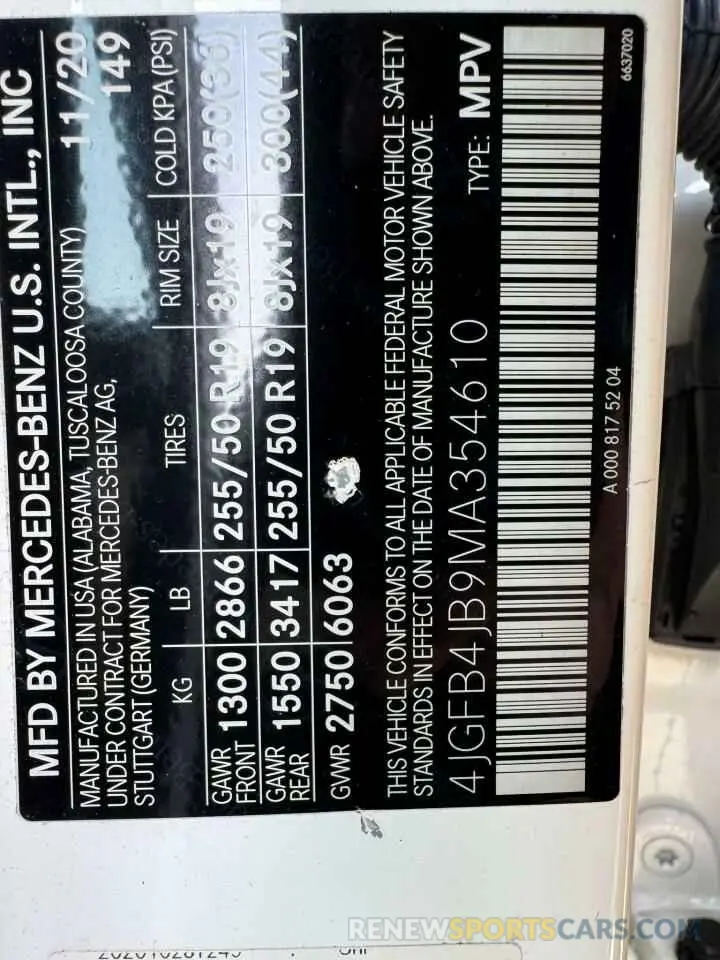 MFD BY MERCEDES-BENZ U.S. INTL., INC
MANUFACTURED IN USA (ALABAMA, TUSCALOOSA COUNTY) 11/20
UNDER CONTRACT FOR MERCEDES-BENZ AG, 149
STUTTGART (GERMANY)
KG LB TIRES RIM SIZE COLD KPA (PSI)
GAWR FRONT 1300 2866 255/50 R19 8Jx19 250(36)
GAWR REAR 1550 3417 255/50 R19 8Jx19 300(44)
GVWR 2750 6063
THIS VEHICLE CONFORMS TO ALL APPLICABLE FEDERAL MOTOR VEHICLE SAFETY
STANDARDS IN EFFECT ON THE DATE OF MANUFACTURE SHOWN ABOVE.
4JGFB4JB9MA354610 TYPE: MPV
A 000 817 52 04
6637020
RENEWSPORTSCARS.COM